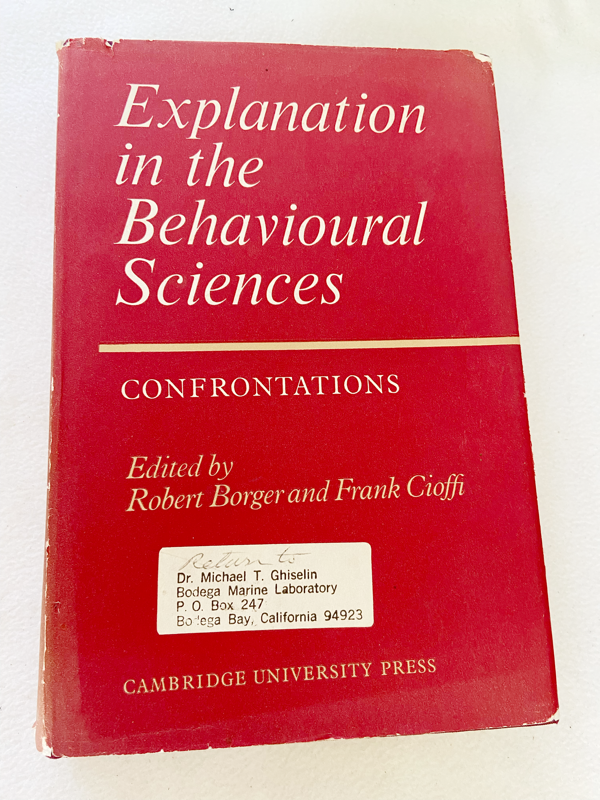 Explanation
in the
Behavioural
Sciences
CONFRONTATIONS
Edited by
Robert Borger and Frank Cioffi
Return to
Dr. Michael T. Ghiselin
Bodega Marine Laboratory
P. O. Box 247
Bodega Bay, California 94923
CAMBRIDGE UNIVERSITY PRESS